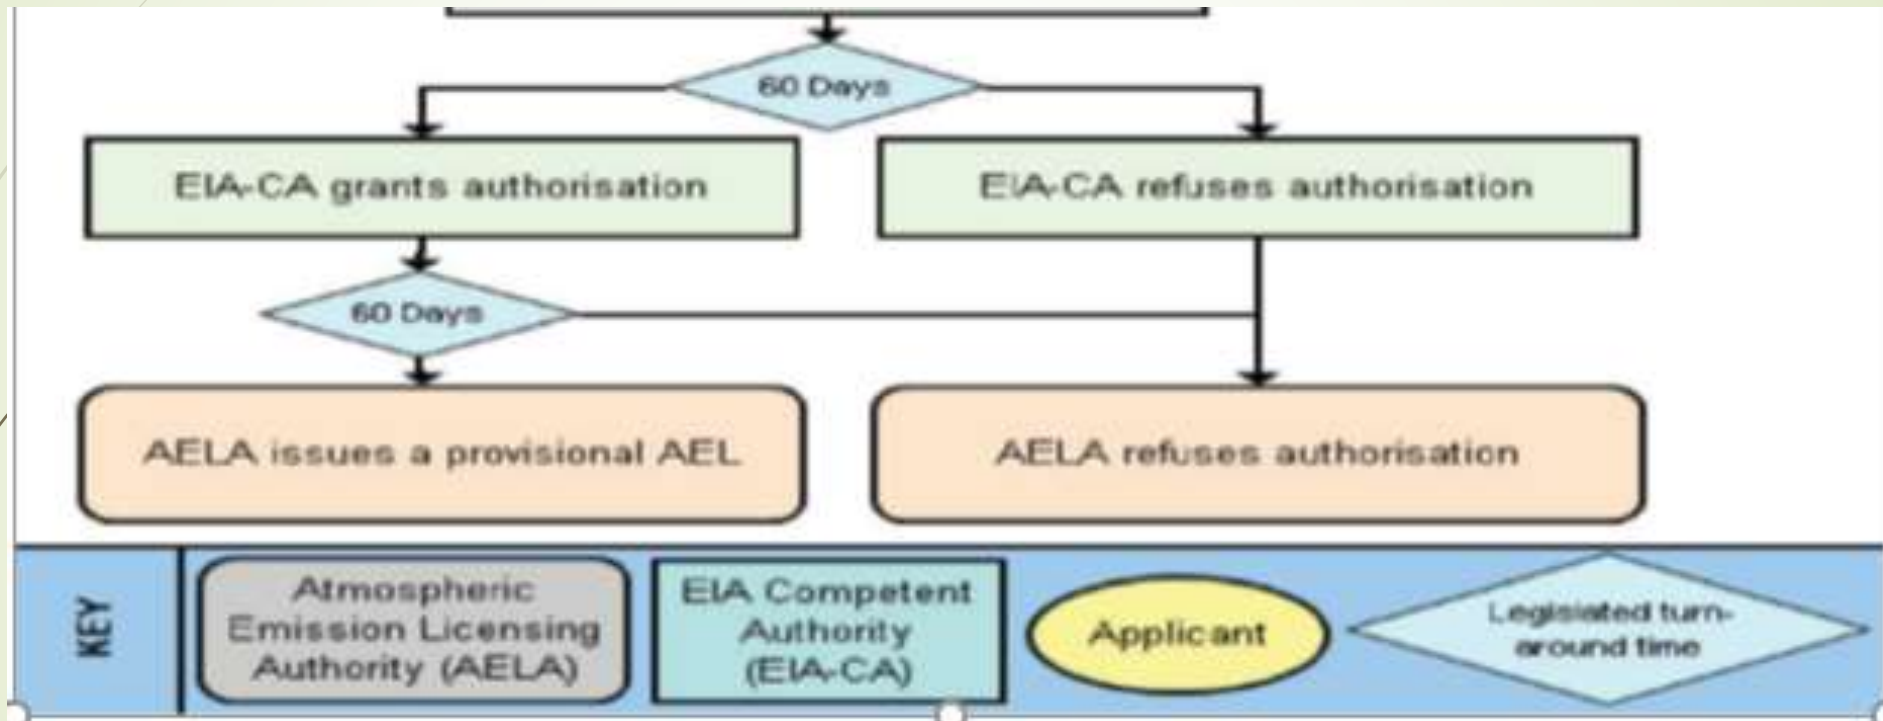 60 Days
EIA-CA grants authorisation
EIA-CA refuses authorisation
60 Days
AELA issues a provisional AEL
AELA refuses authorisation
KEY
Atmospheric
Emission Licensing
Authority (AELA)
EIA Competent
Authority
(EIA-CA)
Applicant
Legislated turn-
around time